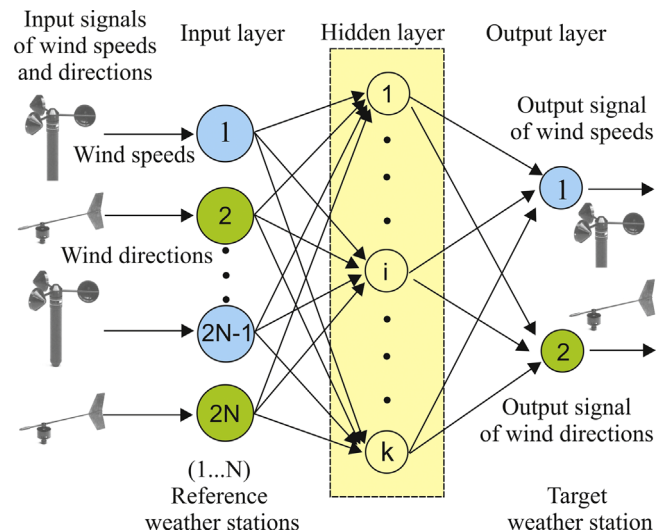 Input signals
of wind speeds
and directions
Input layer
Hidden layer
Output layer
Wind speeds
Wind directions
1
2
2N-1
2N
1
i
k
Output signal
of wind speeds
1
2
Output signal
of wind directions
(1...N)
Reference
weather stations
Target
weather station